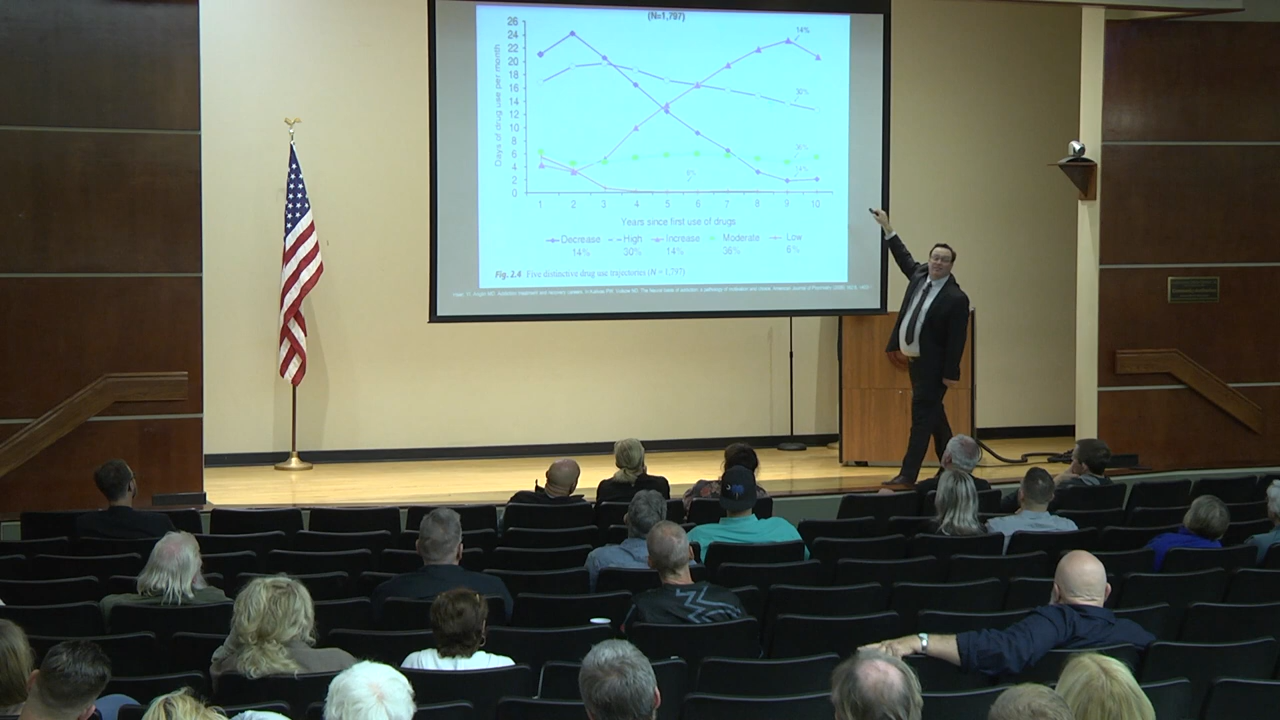 (N=1,797)
Days of drug use per month
26
24
22
20
18
16
14
12
10
8
6
4
2
0
14%
30%
6%
1 2 3 4 5 6 7 8 9 10
Years since first use of drugs
Decrease High Increase Moderate Low
14% 30% 14% 36% 6%
Fig. 2.4 Five distinctive drug use trajectories (N = 1,797)